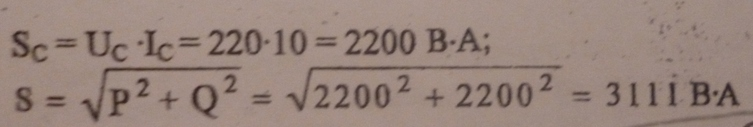 S_C = U_C · I_C = 220·10 = 2200 В·А;
S = √(P² + Q²) = √(2200² + 2200²) = 3111 В·А